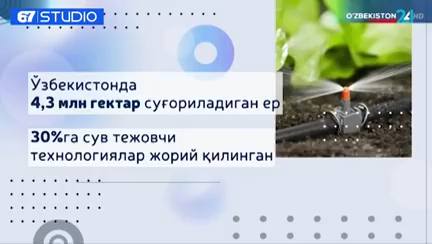 67 STUDIO
O'ZBEKISTON 24 HD
Ўзбекистонда
4,3 млн гектар суғориладиган ер
30%га сув тежовчи
технологиялар жорий қилинган